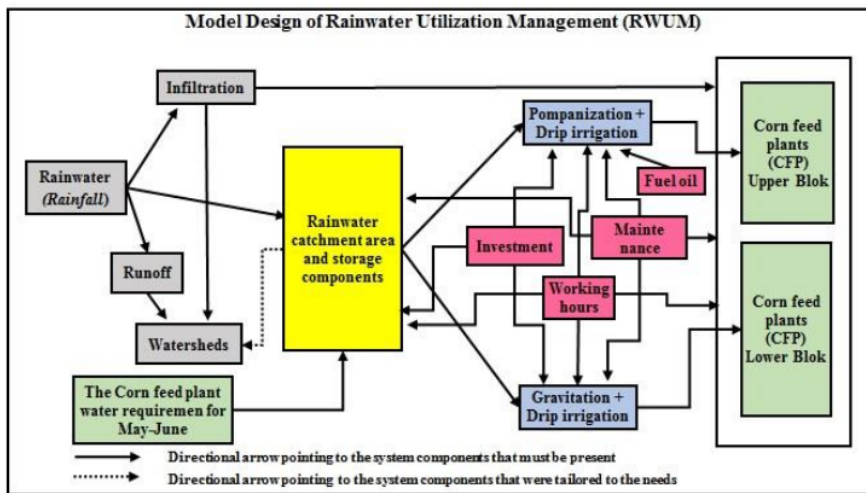 Model Design of Rainwater Utilization Management (RWUM)
Infiltration
Rainwater
(Rainfall)
Runoff
Watersheds
The Corn feed plant
water requiremen for
May-June
Rainwater
catchment area
and storage
components
Pompanization +
Drip irrigation
Fuel oil
Investment
Mainte
nance
Working
hours
Gravitation +
Drip irrigation
Corn feed
plants
(CFP)
Upper Blok
Corn feed
plants
(CFP)
Lower Blok
Directional arrow pointing to the system components that must be present
Directional arrow pointing to the system components that were tailored to the needs